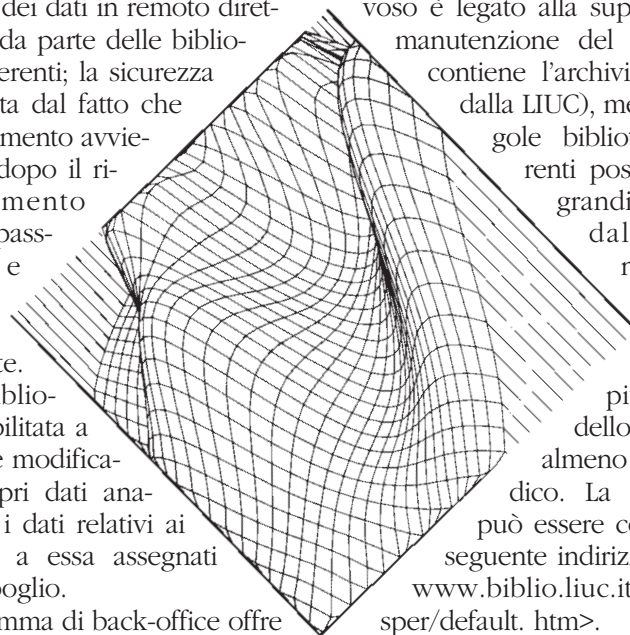 dei dati in remoto diret-
da parte delle biblio-
erenti; la sicurezza
ta dal fatto che
mento avvie-
dopo il ri-
mento
pass-
e
te.
iblio-
bilitata a
e modifica-
pri dati ana-
i dati relativi ai
a essa assegnati
poglio.
mma di back-office offre
voso è legato alla sup
manutenzione del
contiene l'archivi
dalla LIUC), me
gole bibliot
renti pos
grandi
dal
pi
dello
almeno
dico. La
può essere co
seguente indiriz
www.biblio.liuc.it
sper/default. htm>.